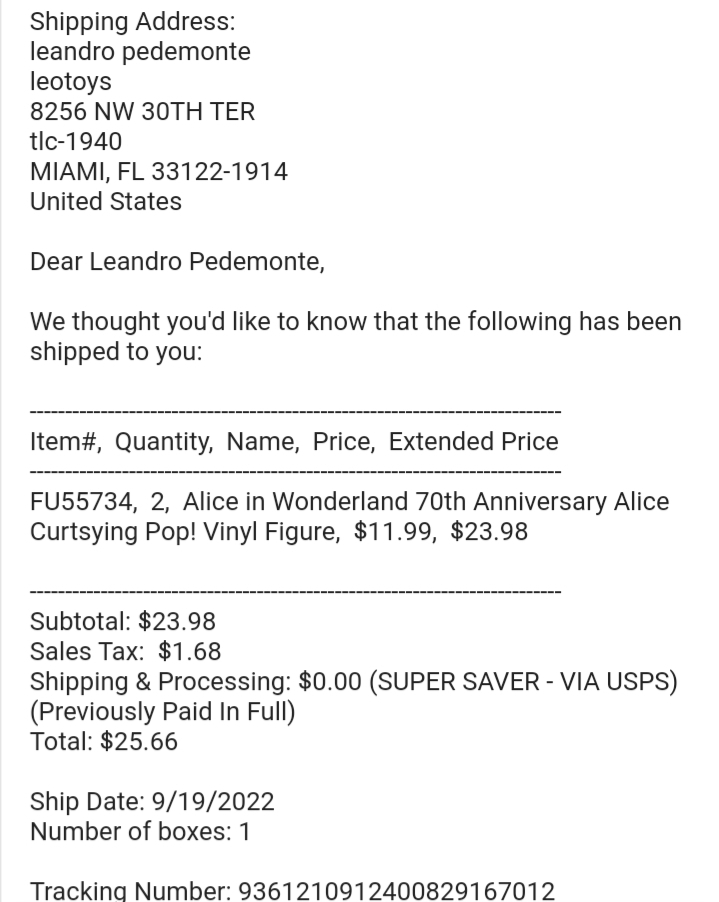 Shipping Address:
leandro pedemonte
leotoys
8256 NW 30TH TER
tlc-1940
MIAMI, FL 33122-1914
United States
Dear Leandro Pedemonte,
We thought you'd like to know that the following has been
shipped to you:
----------------------------------------------------------------------------
Item#,  Quantity,  Name,  Price,  Extended Price
----------------------------------------------------------------------------
FU55734,  2,  Alice in Wonderland 70th Anniversary Alice
Curtsying Pop! Vinyl Figure,  $11.99,  $23.98
----------------------------------------------------------------------------
Subtotal: $23.98
Sales Tax:  $1.68
Shipping & Processing: $0.00 (SUPER SAVER - VIA USPS)
(Previously Paid In Full)
Total: $25.66
Ship Date: 9/19/2022
Number of boxes: 1
Tracking Number: 9361210912400829167012